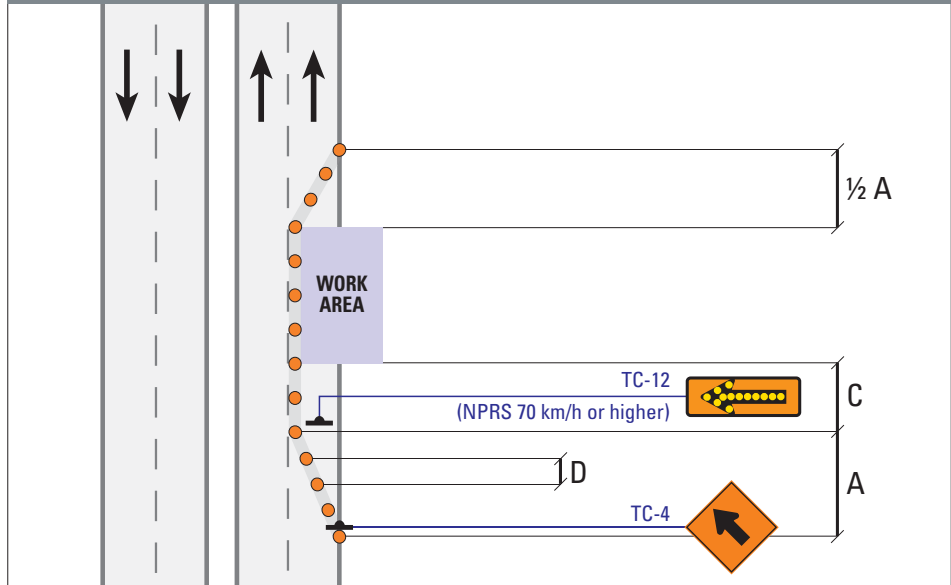 ½ A
WORK
AREA
TC-12
(NPRS 70 km/h or higher)
C
D
A
TC-4